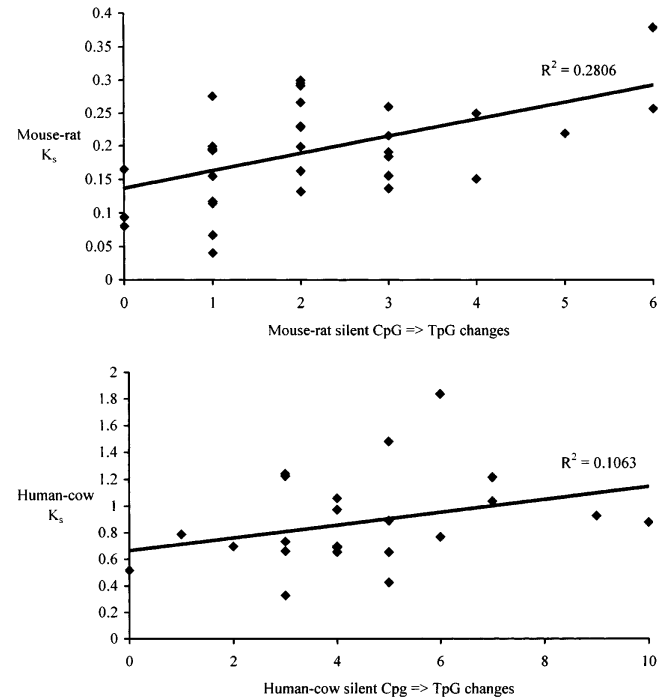 0.4
0.35
0.3
R² = 0.2806
0.25
Mouse-rat
0.2
Kₛ
0.15
0.1
0.05
0
0 1 2 3 4 5 6
Mouse-rat silent CpG => TpG changes
2
1.8
1.6
1.4
R² = 0.1063
1.2
Human-cow
1
Kₛ
0.8
0.6
0.4
0.2
0
0 2 4 6 8 10
Human-cow silent Cpg => TpG changes